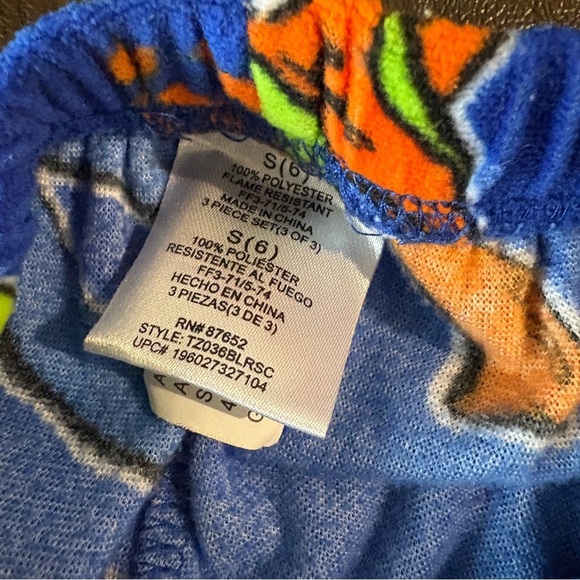 S(6)
100% POLYESTER
FLAME RESISTANT
FF3-71/5-74
MADE IN CHINA
3 PIECE SET(3 OF 3)
S(6)
100% POLIÉSTER
RESISTENTE AL FUEGO
FF3-71/5-74
HECHO EN CHINA
3 PIEZAS(3 DE 3)
RN# 87652
STYLE: TZ036BLRSC
UPC# 196027327104